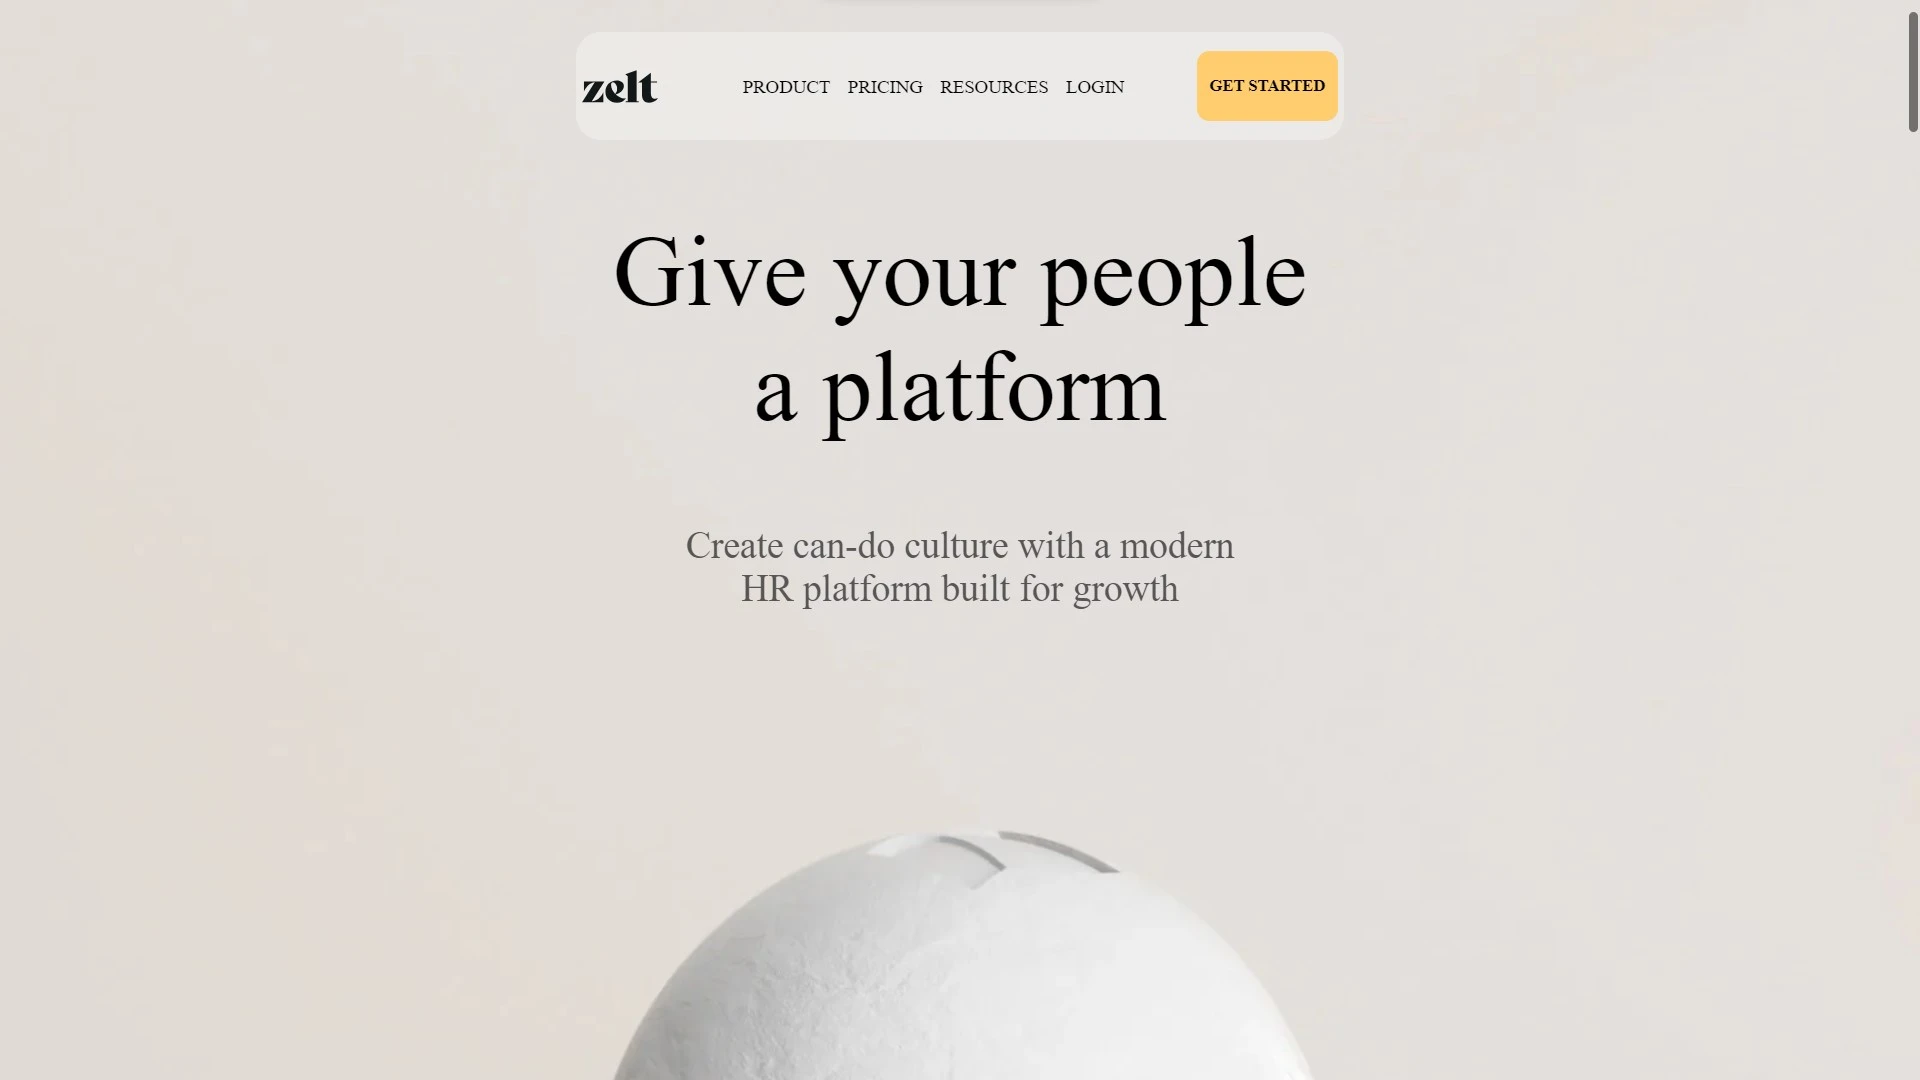 zelt
PRODUCT PRICING RESOURCES LOGIN
GET STARTED
Give your people
a platform
Create can-do culture with a modern
HR platform built for growth